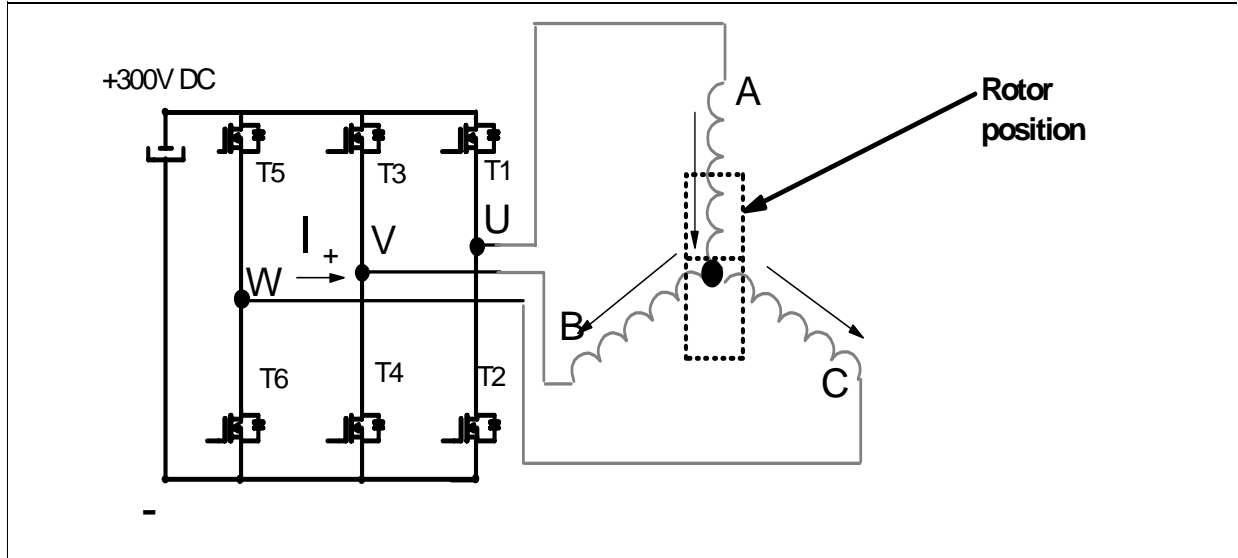 +300V DC
A
Rotor
position
T5
T3
T1
I
+
V
U
W
B
C
T6
T4
T2
-